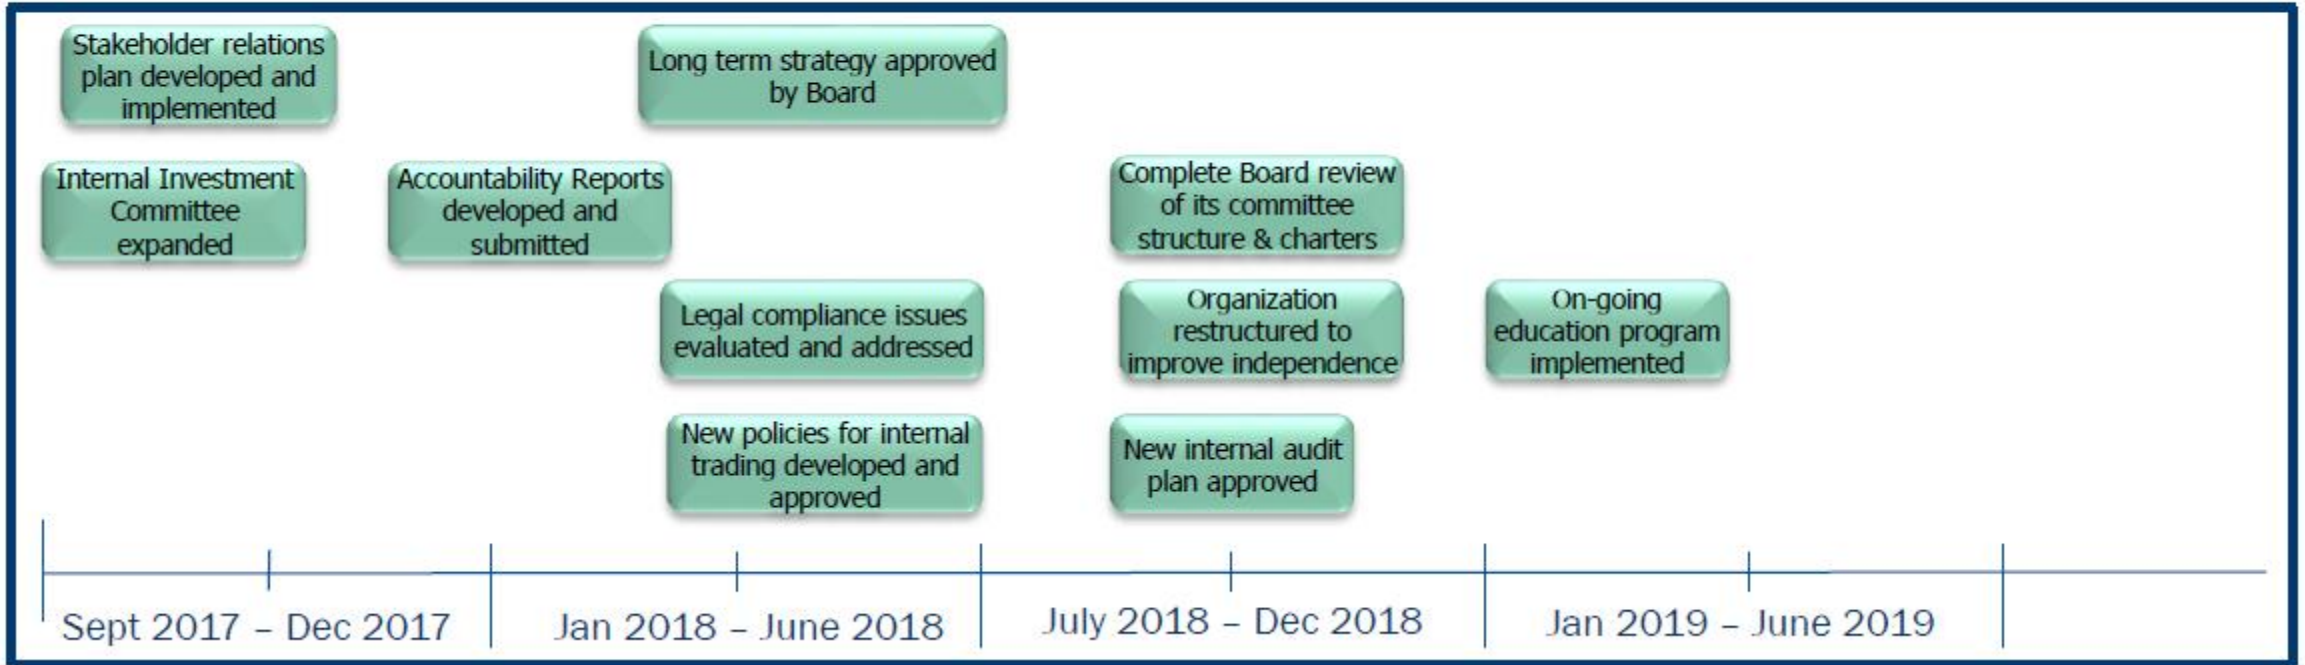 Stakeholder relations
plan developed and
implemented
Long term strategy approved
by Board
Internal Investment
Committee
expanded
Accountability Reports
developed and
submitted
Complete Board review
of its committee
structure & charters
Legal compliance issues
evaluated and addressed
Organization
restructured to
improve independence
On-going
education program
implemented
New policies for internal
trading developed and
approved
New internal audit
plan approved
Sept 2017 – Dec 2017
Jan 2018 – June 2018
July 2018 – Dec 2018
Jan 2019 – June 2019